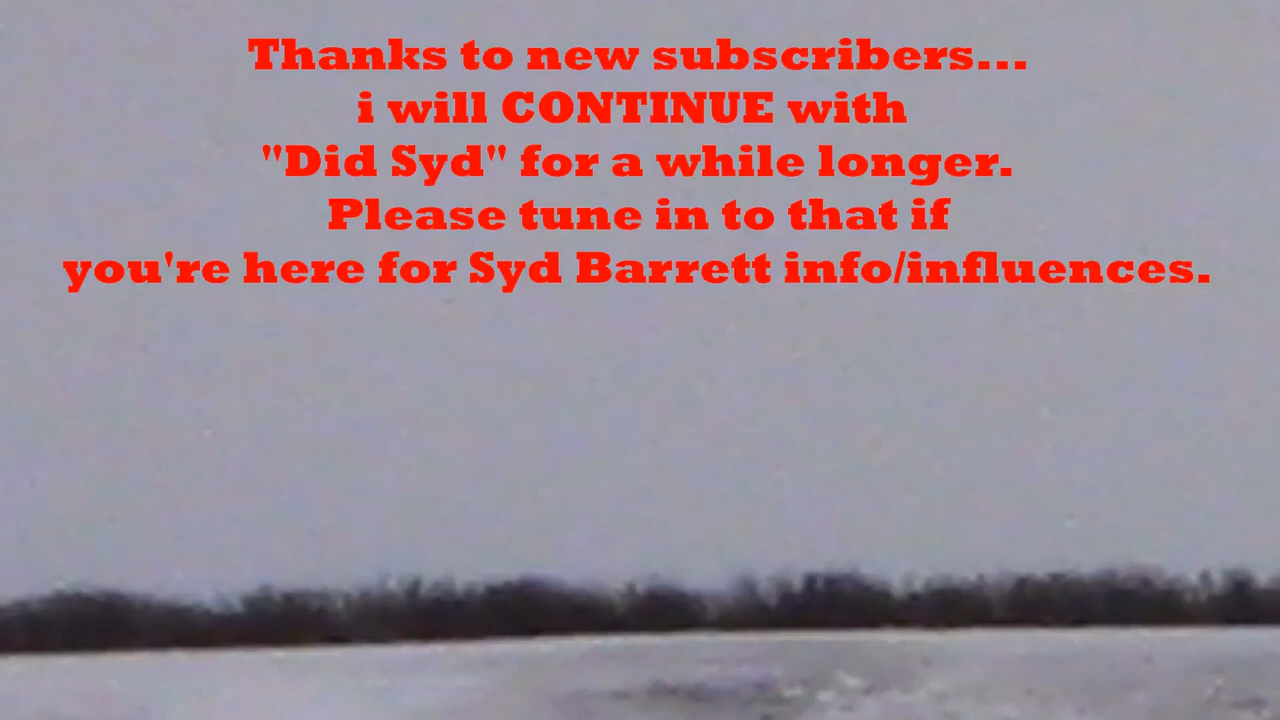 Thanks to new subscribers...
i will CONTINUE with
"Did Syd" for a while longer.
Please tune in to that if
you're here for Syd Barrett info/influences.